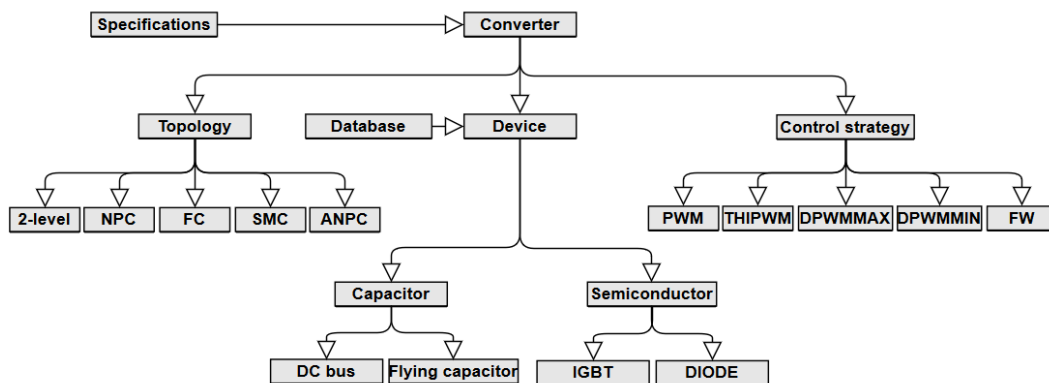 Specifications
Converter
Topology
Database
Device
Control strategy
2-level
NPC
FC
SMC
ANPC
PWM
THIPWM
DPWMMAX
DPWMMIN
FW
Capacitor
Semiconductor
DC bus
Flying capacitor
IGBT
DIODE